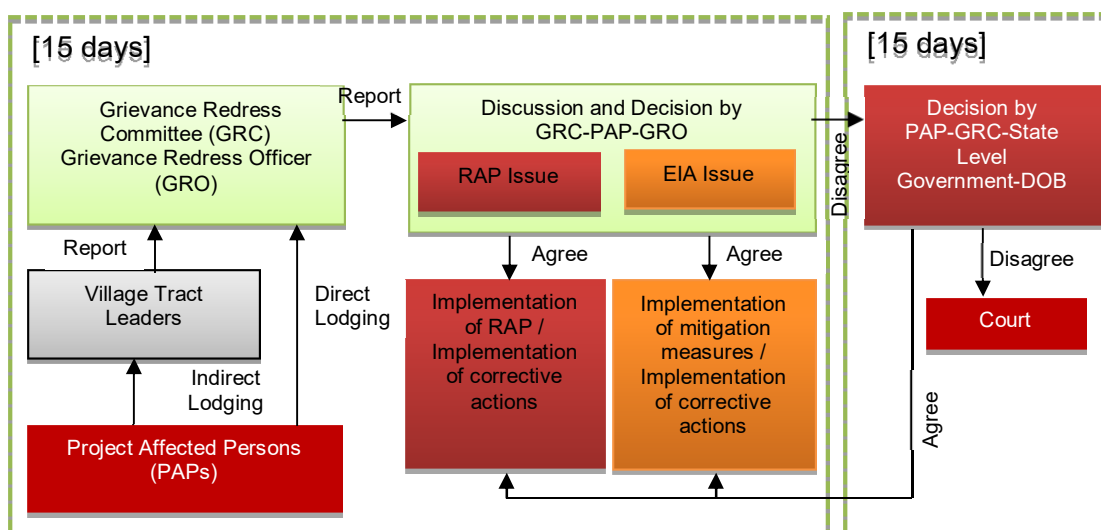 [15 days]
Grievance Redress
Committee (GRC)
Grievance Redress Officer
(GRO)
Report
Discussion and Decision by
GRC-PAP-GRO
RAP Issue
EIA Issue
Disagree
[15 days]
Decision by
PAP-GRC-State
Level
Government-DOB
Report
Village Tract
Leaders
Direct
Lodging
Indirect
Lodging
Project Affected Persons
(PAPs)
Agree
Agree
Implementation
of RAP /
Implementation
of corrective
actions
Implementation
of mitigation
measures /
Implementation
of corrective
actions
Disagree
Court
Agree